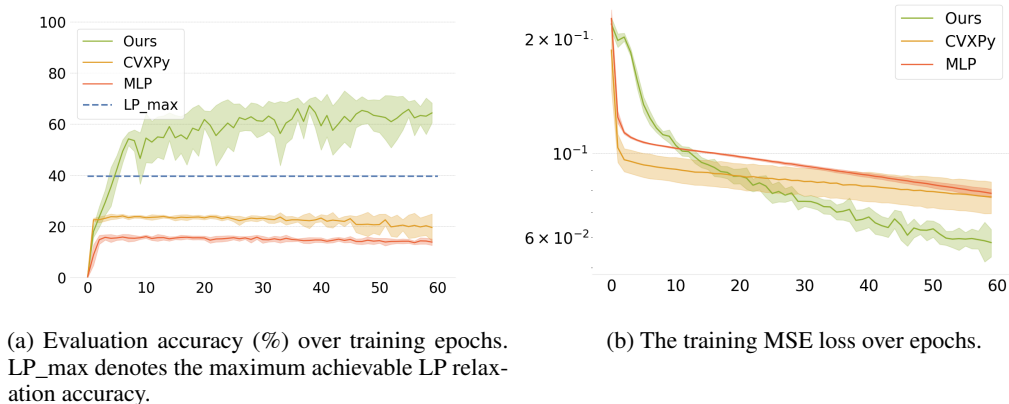 100
80
60
40
20
0
0 10 20 30 40 50 60
Ours
CVXPy
MLP
LP_max
2 × 10⁻¹
10⁻¹
6 × 10⁻²
0 10 20 30 40 50 60
Ours
CVXPy
MLP
(a) Evaluation accuracy (%) over training epochs.
LP_max denotes the maximum achievable LP relax-
ation accuracy.
(b) The training MSE loss over epochs.